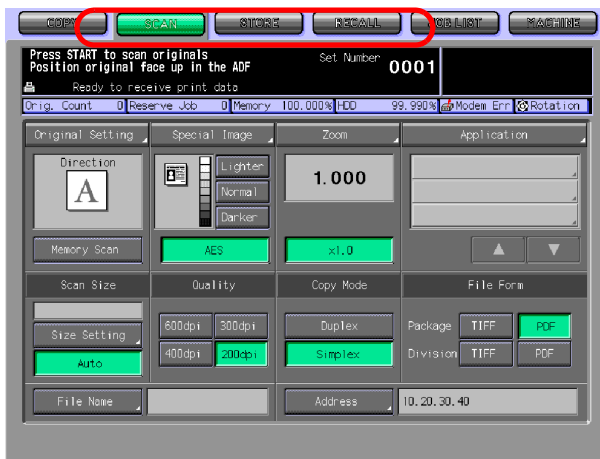 COPY SCAN STORE RECALL JOB LIST MACHINE
Press START to scan originals
Position original face up in the ADF
Set Number 0001
Ready to receive print data
Orig. Count 0 Reserve Job 0 Memory 100.000% HDD 99.990% Modem Err Rotation
Original Setting Special Image Zoom Application
Direction
A
Lighter
Normal
Darker
1.000
Memory Scan AES x1.0
Scan Size Quality Copy Mode File Form
Size Setting 600dpi 300dpi Duplex Package TIFF PDF
Auto 400dpi 200dpi Simplex Division TIFF PDF
File Name Address 10.20.30.40